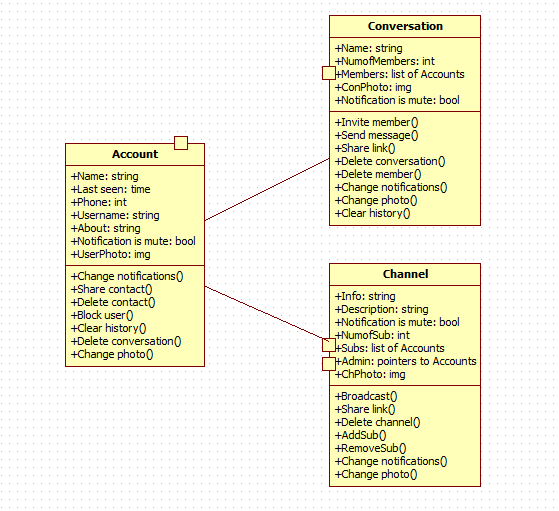 Conversation
+Name: string
+NumofMembers: int
+Members: list of Accounts
+ConPhoto: img
+Notification is mute: bool
+Invite member()
+Send message()
+Share link()
+Delete conversation()
+Delete member()
+Change notifications()
+Change photo()
+Clear history()
Account
+Name: string
+Last seen: time
+Phone: int
+Username: string
+About: string
+Notification is mute: bool
+UserPhoto: img
+Change notifications()
+Share contact()
+Delete contact()
+Block user()
+Clear history()
+Delete conversation()
+Change photo()
Channel
+Info: string
+Description: string
+Notification is mute: bool
+NumofSub: int
+Subs: list of Accounts
+Admin: pointers to Accounts
+ChPhoto: img
+Broadcast()
+Share link()
+Delete channel()
+AddSub()
+RemoveSub()
+Change notifications()
+Change photo()